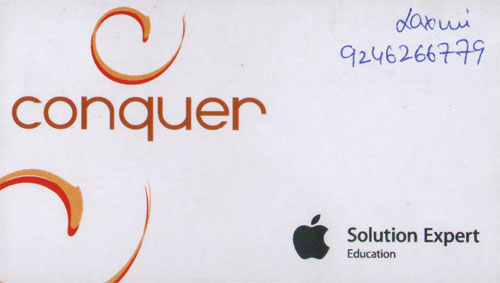 Laxmi
9246266779
conquer
Solution Expert
Education